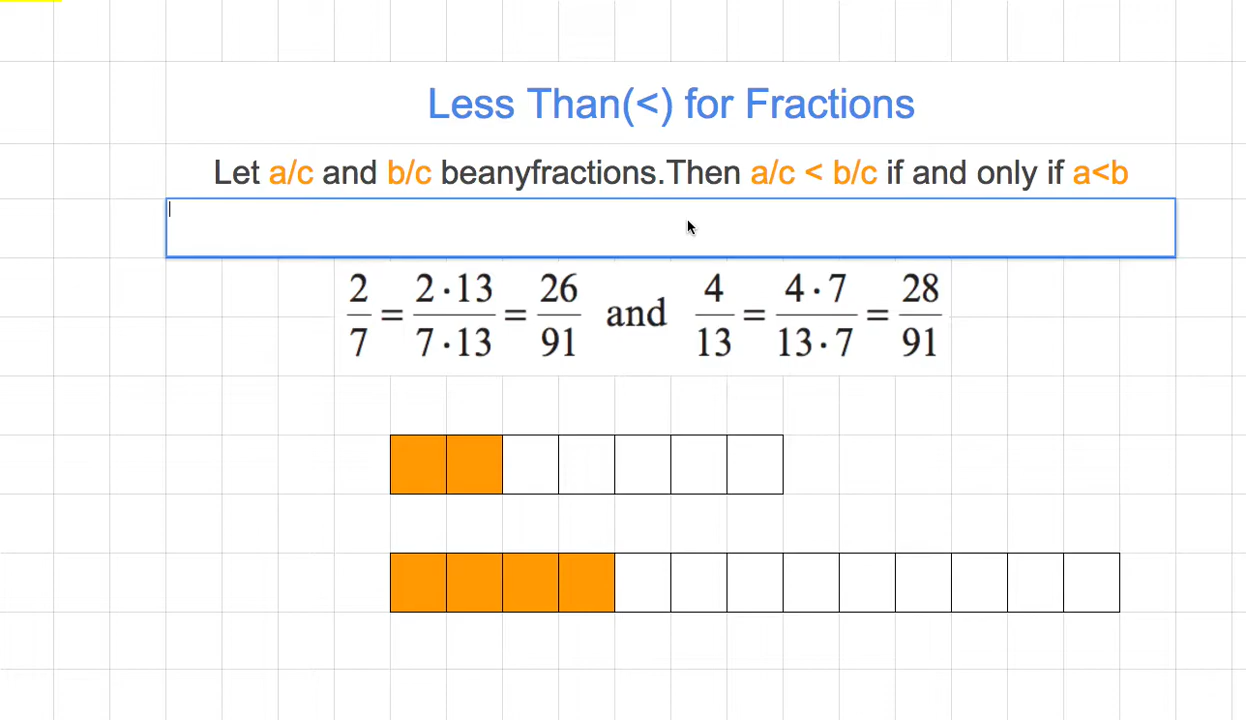 Less Than(<) for Fractions
Let a/c and b/c beanyfractions.Then a/c < b/c if and only if a<b
2/7 = 2·13/7·13 = 26/91 and 4/13 = 4·7/13·7 = 28/91